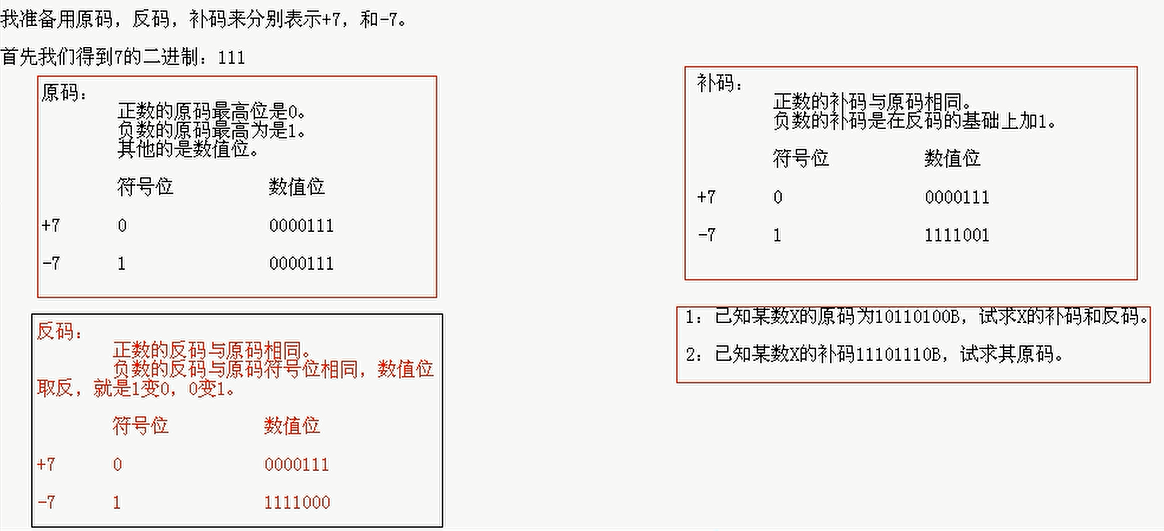 我准备用原码，反码，补码来分别表示+7，和-7。
首先我们得到7的二进制：111
原码：
正数的原码最高位是0。
负数的原码最高为是1。
其他的是数值位。
符号位 数值位
+7 0 0000111
-7 1 0000111
反码：
正数的反码与原码相同。
负数的反码与原码符号位相同，数值位
取反，就是1变0，0变1。
符号位 数值位
+7 0 0000111
-7 1 1111000
补码：
正数的补码与原码相同。
负数的补码是在反码的基础上加1。
符号位 数值位
+7 0 0000111
-7 1 1111001
1：已知某数X的原码为10110100B，试求X的补码和反码。
2：已知某数X的补码11101110B，试求其原码。